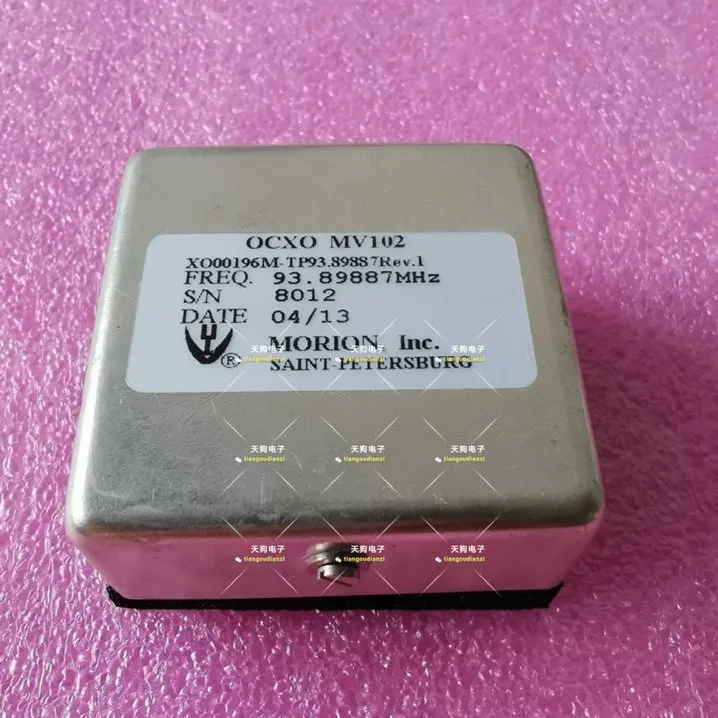 OCXO MV102
XO00196M-TP93.89887Rev.1
FREQ. 93.89887MHz
S/N 8012
DATE 04/13
® MORION Inc.
SAINT-PETERSBURG
天狗电子 天狗电子 天狗电子
tiangoudianzi tiangoudianzi tiangoudianzi
天狗电子 天狗电子 天狗电子
tiangoudianzi tiangoudianzi tiangoudianzi
天狗电子 天狗电子 天狗电子
tiangoudianzi tiangoudianzi tiangoudianzi